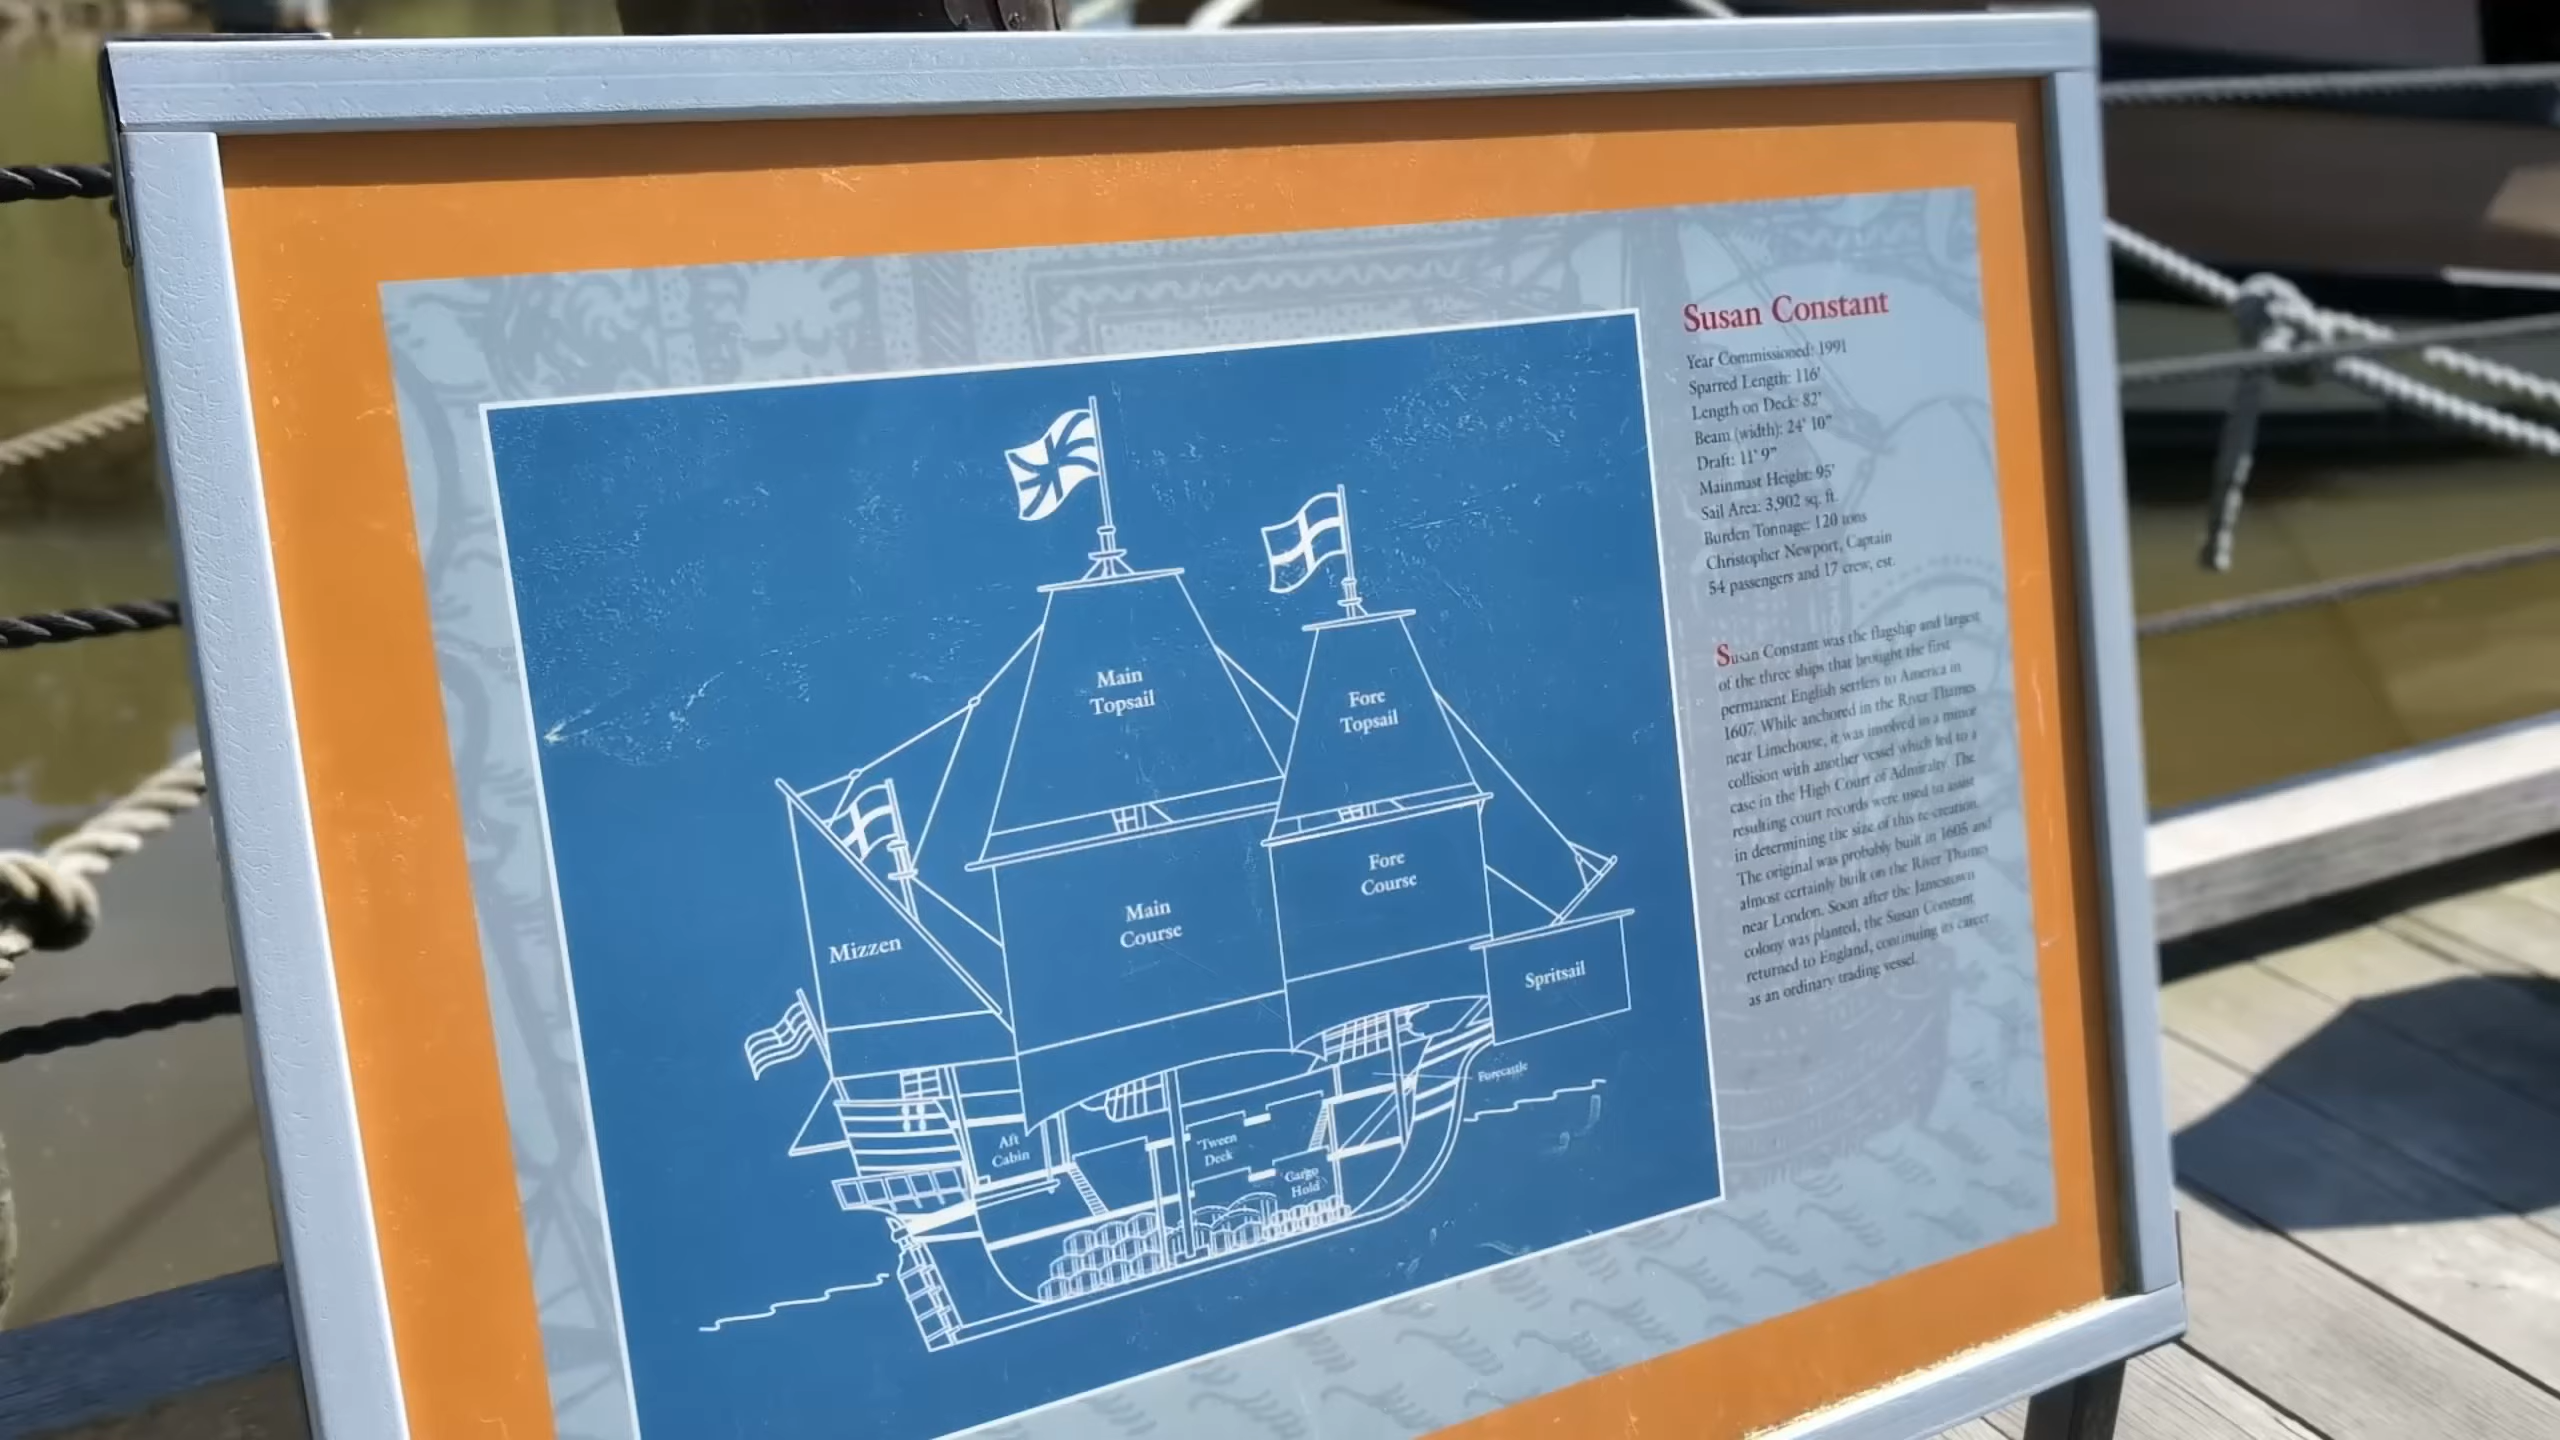 Susan Constant
Year Commissioned: 1991
Sparred Length: 116'
Length on Deck: 82'
Beam (width): 24' 10"
Draft: 11' 9"
Mainmast Height: 95'
Sail Area: 3,902 sq. ft.
Burden Tonnage: 120 tons
Christopher Newport, Captain
54 passengers and 17 crew, est.
Susan Constant was the flagship and largest
of the three ships that brought the first
permanent English settlers to America in
1607. While anchored in the River Thames
near Limehouse, it was involved in a minor
collision with another vessel which led to a
case in the High Court of Admiralty. The
resulting court records were used to assist
in determining the size of this re-creation.
The original was probably built in 1605 and
almost certainly built on the River Thames
near London. Soon after the Jamestown
colony was planted, the Susan Constant
returned to England, continuing its career
as an ordinary trading vessel.
Main
Topsail
Fore
Topsail
Main
Course
Fore
Course
Mizzen
Spritsail
Forecastle
Aft
Cabin
'Tween
Deck
Cargo
Hold